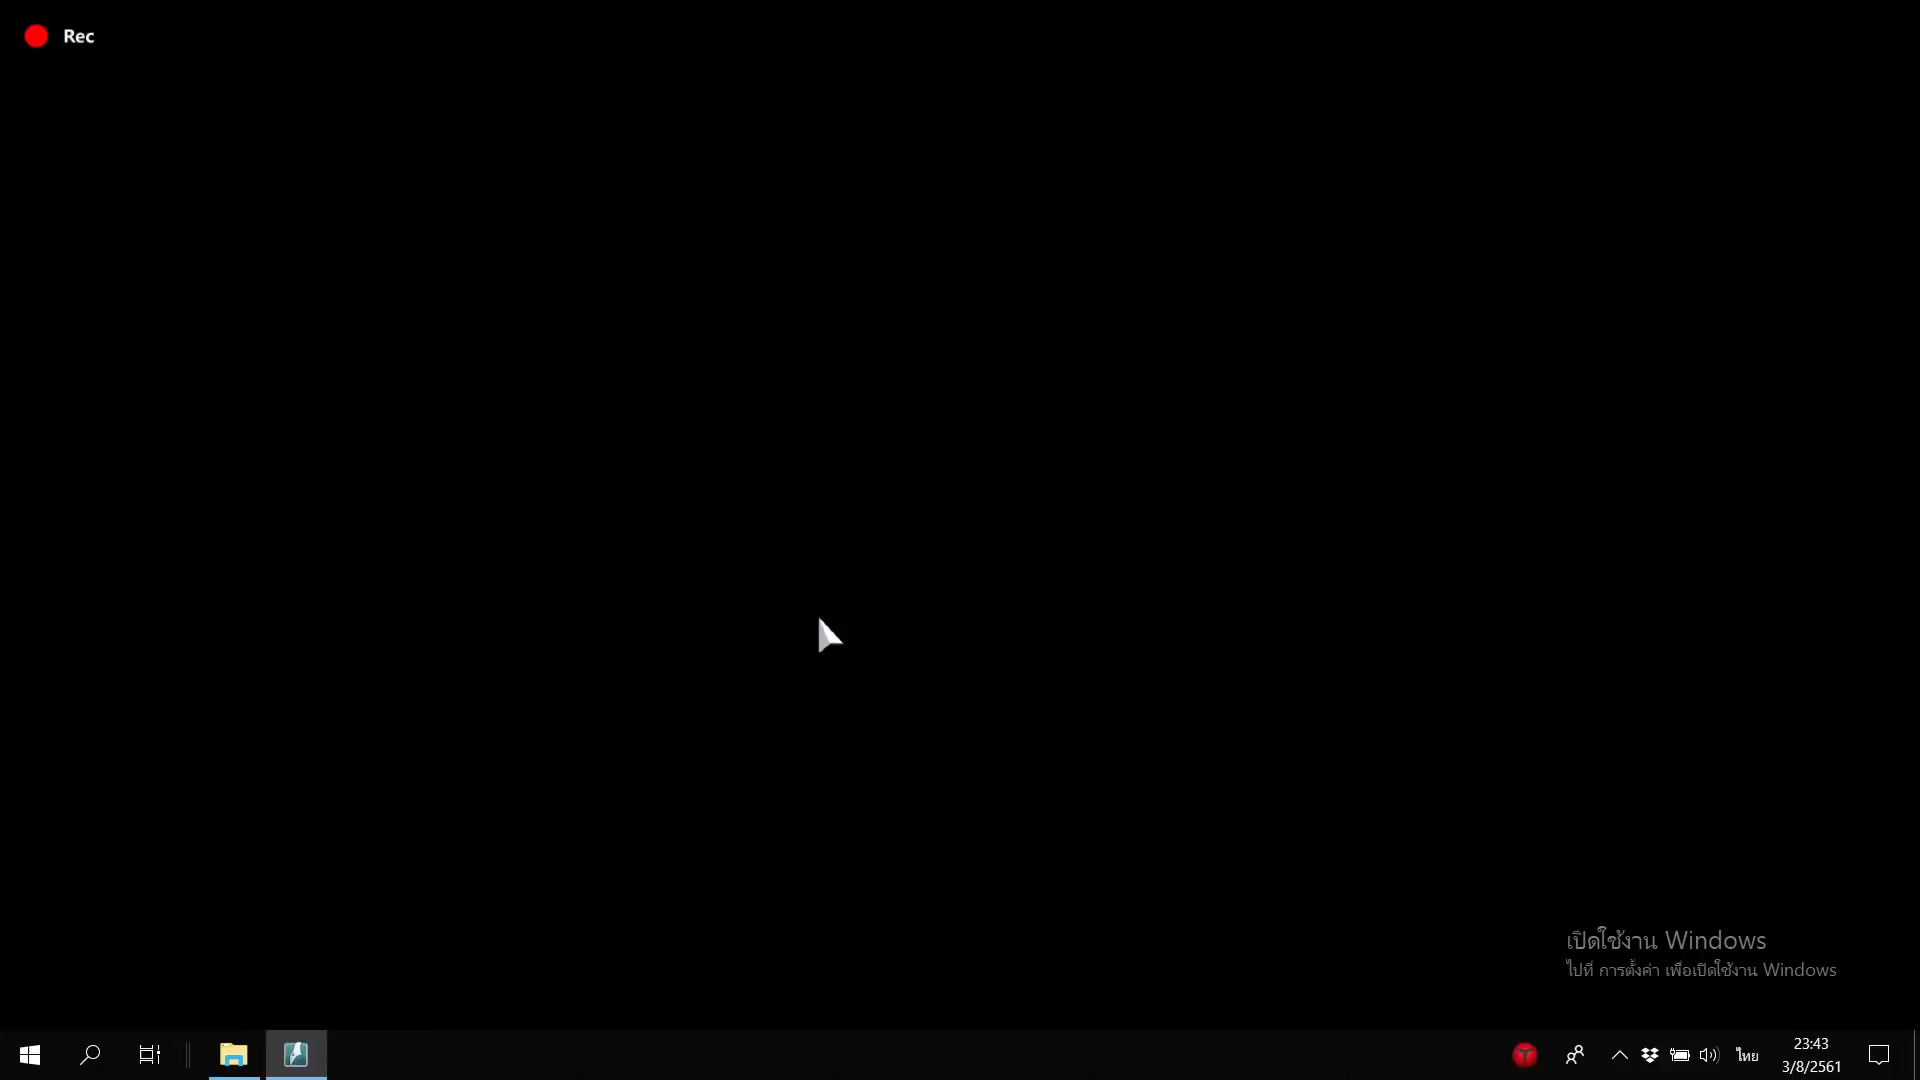 Rec
เปิดใช้งาน Windows
ไปที่ การตั้งค่า เพื่อเปิดใช้งาน Windows
ไทย
23:43
3/8/2561